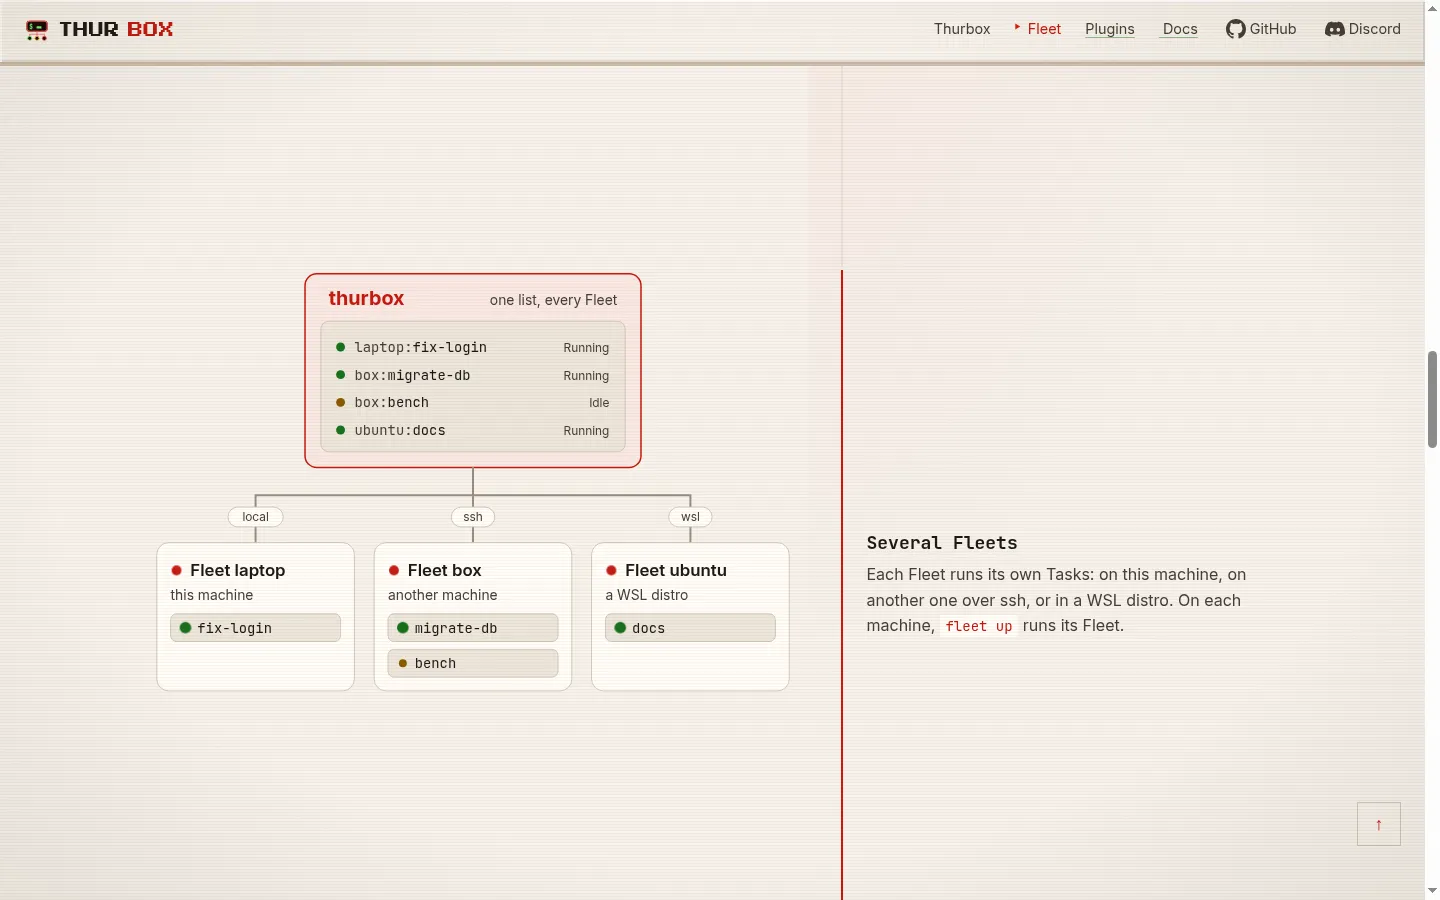 THUR BOX
Thurbox
Fleet
Plugins
Docs
GitHub
Discord
thurbox
one list, every Fleet
laptop:fix-login Running
box:migrate-db Running
box:bench Idle
ubuntu:docs Running
local
ssh
wsl
Fleet laptop
this machine
fix-login
Fleet box
another machine
migrate-db
bench
Fleet ubuntu
a WSL distro
docs
Several Fleets
Each Fleet runs its own Tasks: on this machine, on
another one over ssh, or in a WSL distro. On each
machine, fleet up runs its Fleet.
↑